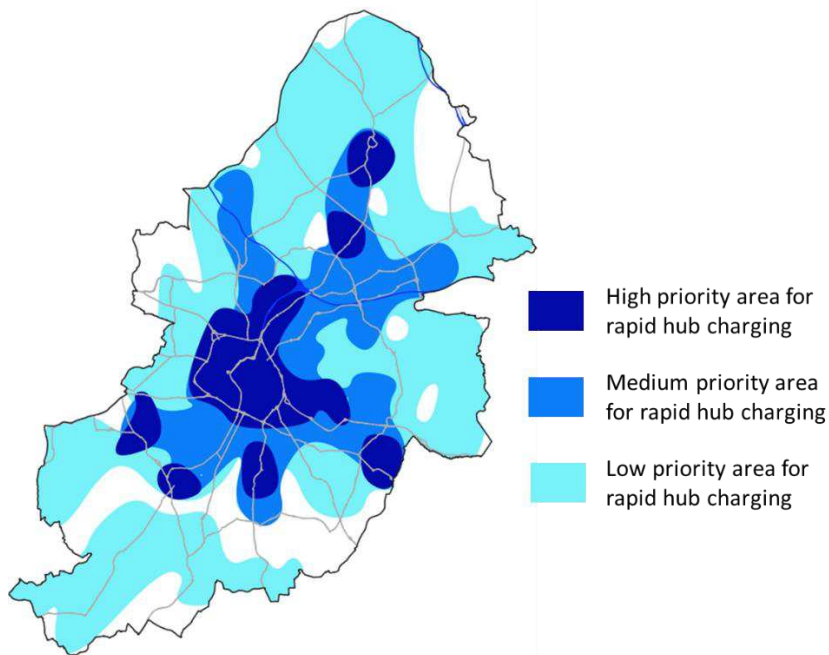 High priority area for
rapid hub charging
Medium priority area
for rapid hub charging
Low priority area for
rapid hub charging